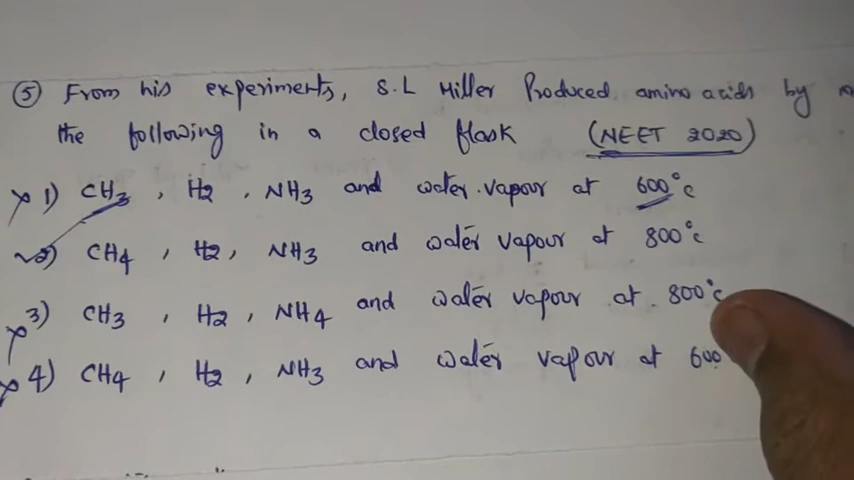 ⑤ From his experiments, S.L Miller Produced amino acids by
the following in a closed flask (NEET 2020)
1) CH3 , H2 , NH3 and water vapour at 600°c
2) CH4 , H2, NH3 and water vapour at 800°c
3) CH3 , H2 , NH4 and water vapour at 800°c
4) CH4 , H2 , NH3 and water vapour at 600